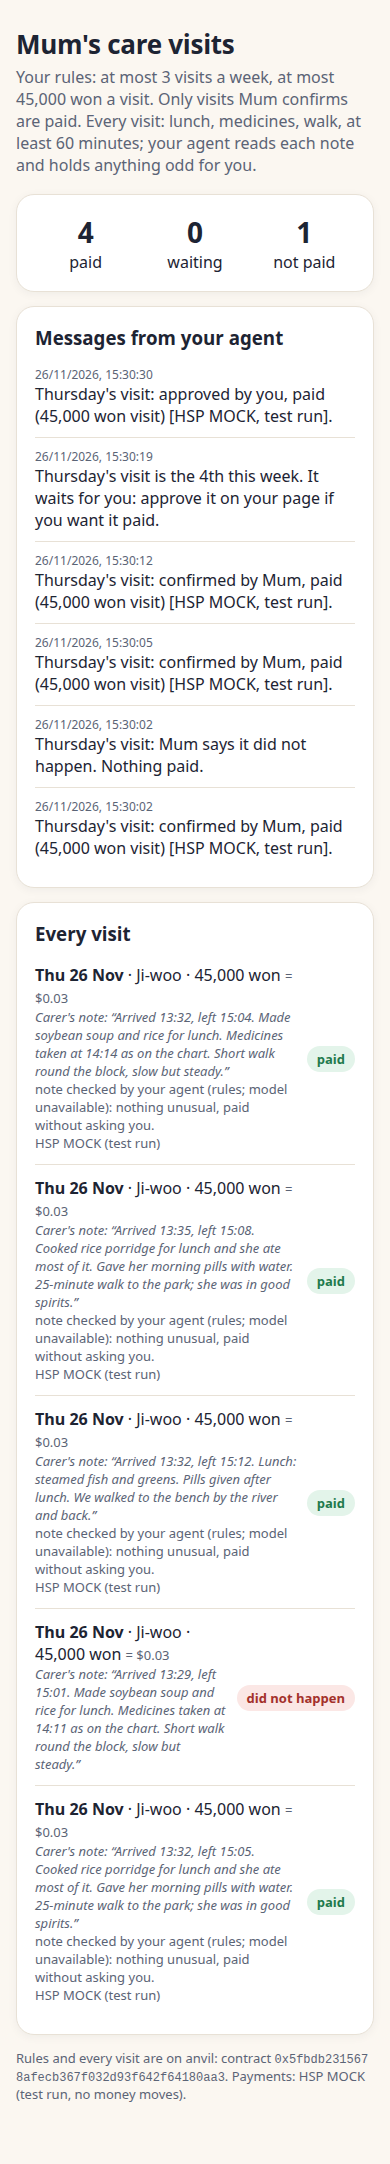 Mum's care visits
Your rules: at most 3 visits a week, at most
45,000 won a visit. Only visits Mum confirms
are paid. Every visit: lunch, medicines, walk, at
least 60 minutes; your agent reads each note
and holds anything odd for you.
4
paid
0
waiting
1
not paid
Messages from your agent
26/11/2026, 15:30:30
Thursday's visit: approved by you, paid
(45,000 won visit) [HSP MOCK, test run].
26/11/2026, 15:30:19
Thursday's visit is the 4th this week. It
waits for you: approve it on your page if
you want it paid.
26/11/2026, 15:30:12
Thursday's visit: confirmed by Mum, paid
(45,000 won visit) [HSP MOCK, test run].
26/11/2026, 15:30:05
Thursday's visit: confirmed by Mum, paid
(45,000 won visit) [HSP MOCK, test run].
26/11/2026, 15:30:02
Thursday's visit: Mum says it did not
happen. Nothing paid.
26/11/2026, 15:30:02
Thursday's visit: confirmed by Mum, paid
(45,000 won visit) [HSP MOCK, test run].
Every visit
Thu 26 Nov · Ji-woo · 45,000 won =
$0.03
Carer's note: “Arrived 13:32, left 15:04. Made
soybean soup and rice for lunch. Medicines
taken at 14:14 as on the chart. Short walk
round the block, slow but steady.”
note checked by your agent (rules; model
unavailable): nothing unusual, paid
without asking you.
HSP MOCK (test run)
paid
Thu 26 Nov · Ji-woo · 45,000 won =
$0.03
Carer's note: “Arrived 13:35, left 15:08.
Cooked rice porridge for lunch and she ate
most of it. Gave her morning pills with water.
25-minute walk to the park; she was in good
spirits.”
note checked by your agent (rules; model
unavailable): nothing unusual, paid
without asking you.
HSP MOCK (test run)
paid
Thu 26 Nov · Ji-woo · 45,000 won =
$0.03
Carer's note: “Arrived 13:32, left 15:12. Lunch:
steamed fish and greens. Pills given after
lunch. We walked to the bench by the river
and back.”
note checked by your agent (rules; model
unavailable): nothing unusual, paid
without asking you.
HSP MOCK (test run)
paid
Thu 26 Nov · Ji-woo ·
45,000 won = $0.03
Carer's note: “Arrived 13:29, left
15:01. Made soybean soup and
rice for lunch. Medicines taken at
14:11 as on the chart. Short walk
round the block, slow but
steady.”
did not happen
Thu 26 Nov · Ji-woo · 45,000 won =
$0.03
Carer's note: “Arrived 13:32, left 15:05.
Cooked rice porridge for lunch and she ate
most of it. Gave her morning pills with water.
25-minute walk to the park; she was in good
spirits.”
note checked by your agent (rules; model
unavailable): nothing unusual, paid
without asking you.
HSP MOCK (test run)
paid
Rules and every visit are on anvil: contract 0x5fbdb231567
8afecb367f032d93f642f64180aa3. Payments: HSP MOCK
(test run, no money moves).